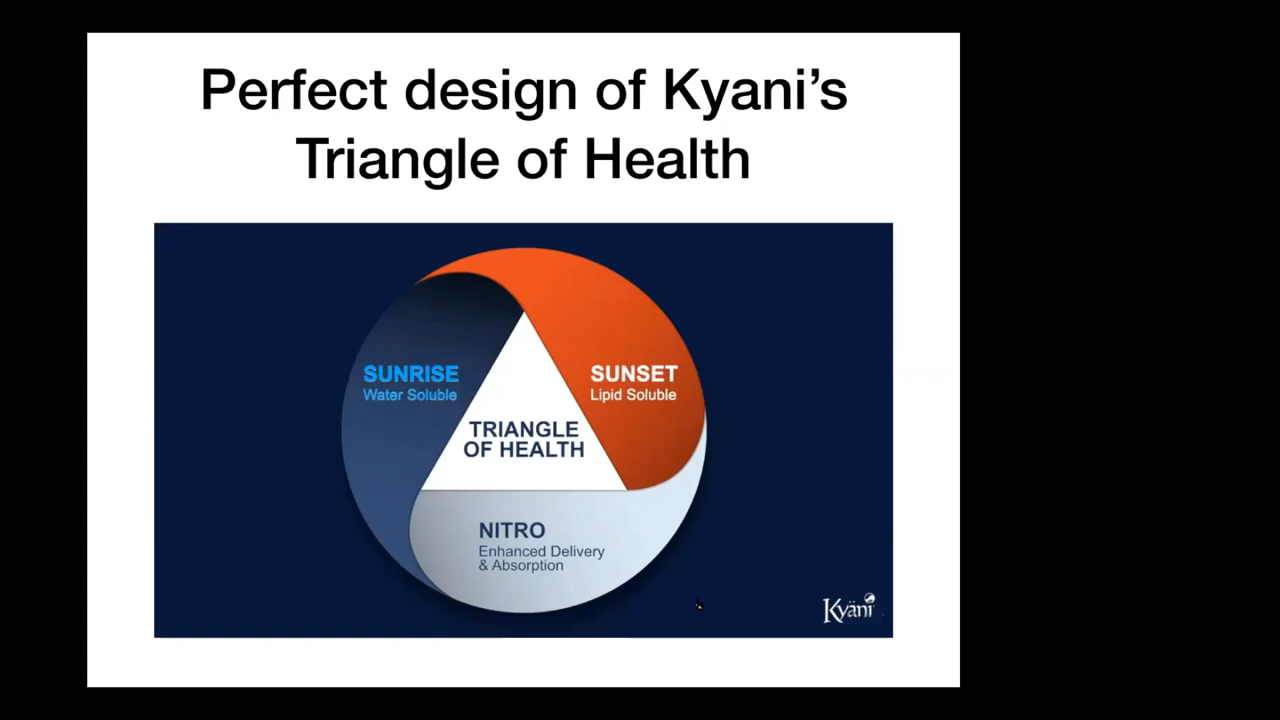 Perfect design of Kyani’s
Triangle of Health
SUNRISE
Water Soluble
SUNSET
Lipid Soluble
TRIANGLE
OF HEALTH
NITRO
Enhanced Delivery
& Absorption
Kyäni